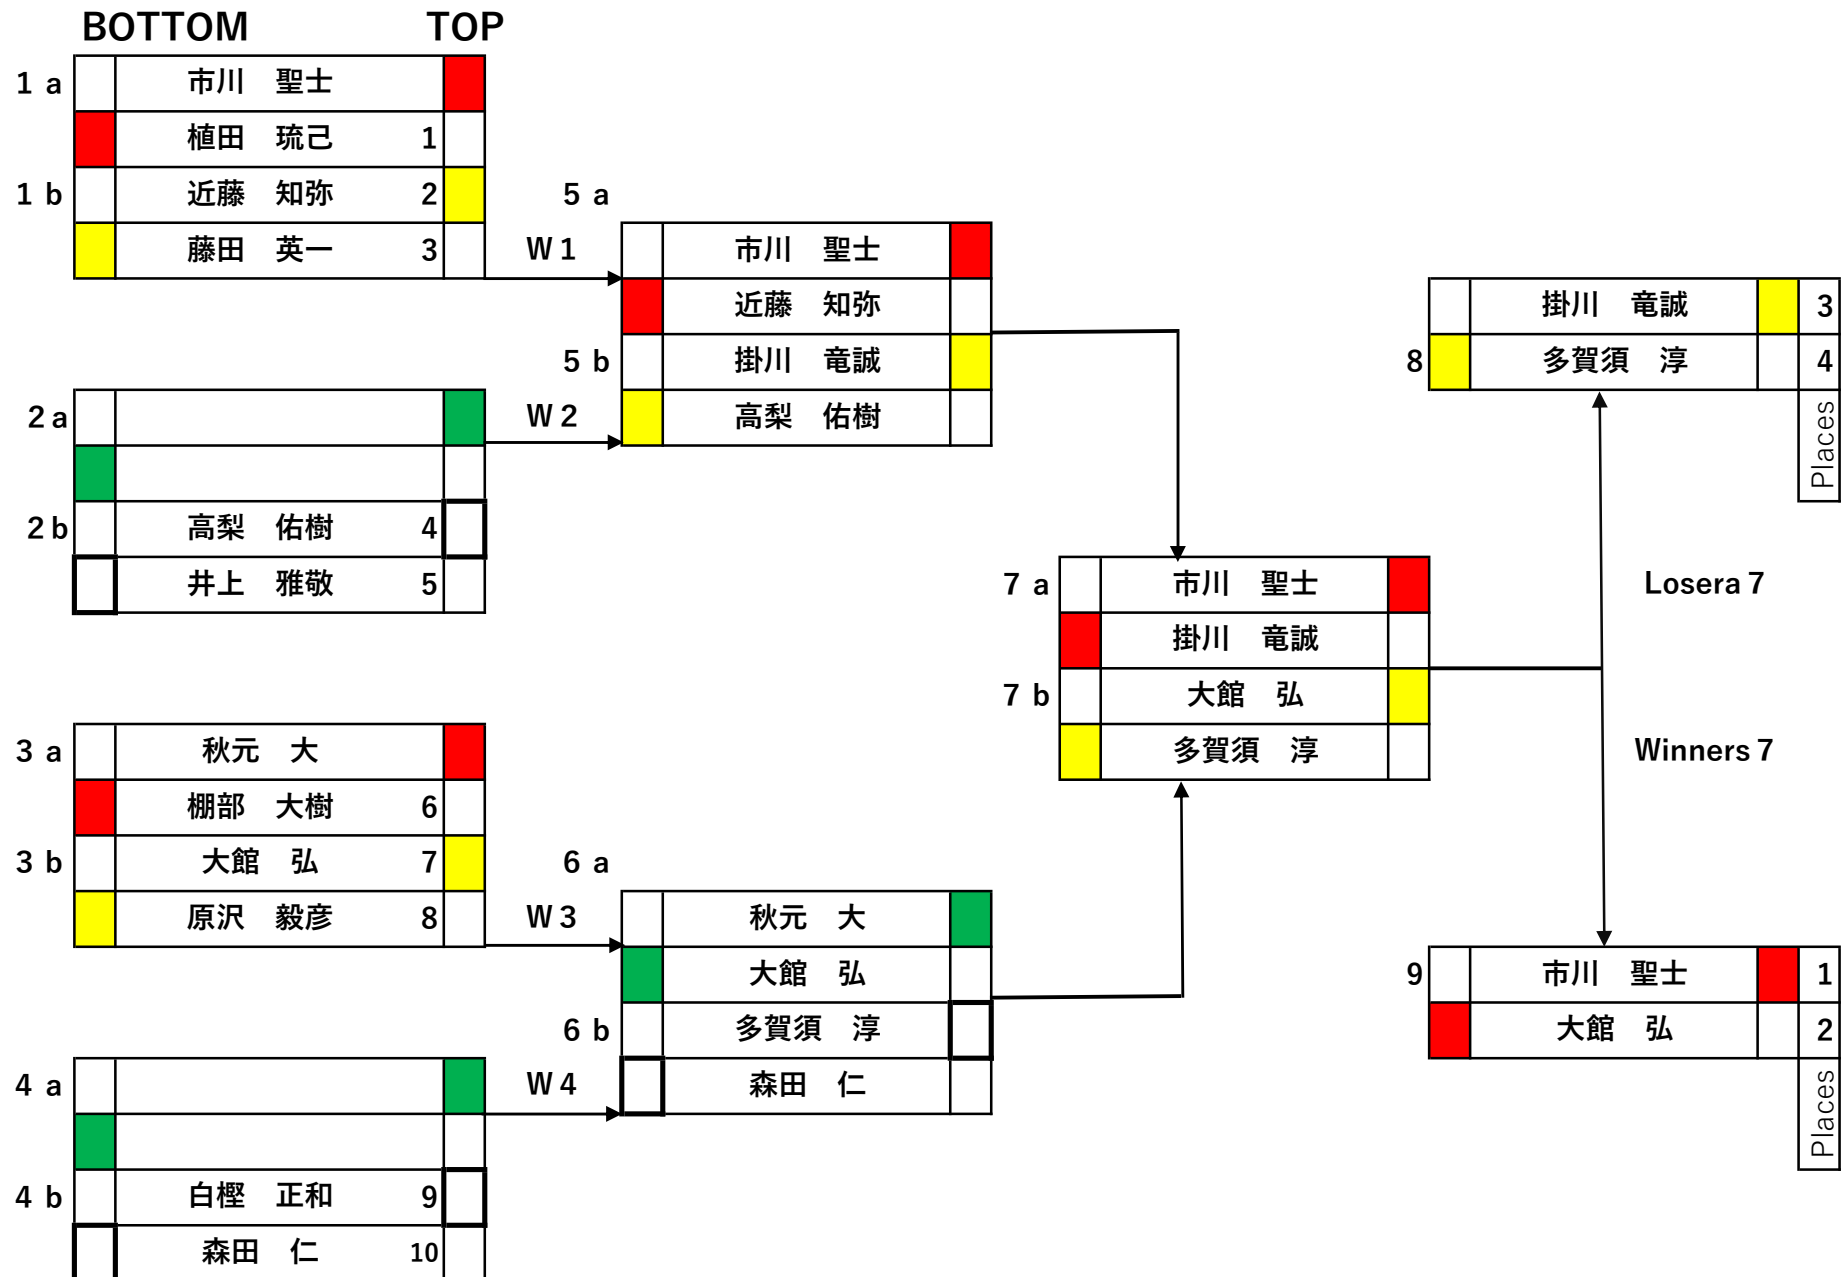 BOTTOM TOP
1 a 市川 聖士
植田 琉己 1
1 b 近藤 知弥 2
藤田 英一 3
W 1
2 a
2 b 高梨 佑樹 4
井上 雅敬 5
W 2
3 a 秋元 大
棚部 大樹 6
3 b 大館 弘 7
原沢 毅彦 8
W 3
4 a
4 b 白樫 正和 9
森田 仁 10
W 4
5 a
市川 聖士
近藤 知弥
5 b 掛川 竜誠
高梨 佑樹
6 a
秋元 大
大館 弘
6 b 多賀須 淳
森田 仁
7 a 市川 聖士
掛川 竜誠
7 b 大館 弘
多賀須 淳
Losera 7
Winners 7
掛川 竜誠 3
8 多賀須 淳 4
Places
9 市川 聖士 1
大館 弘 2
Places